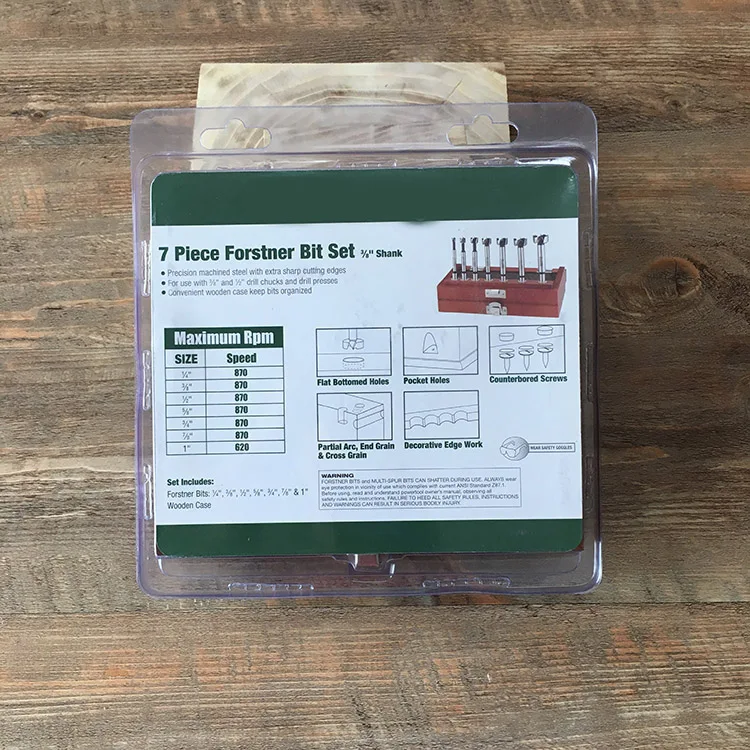 7 Piece Forstner Bit Set ⅜" Shank
• Precision machined steel with extra sharp cutting edges
• For use with ⅜" and ½" drill chucks and drill presses
• Convenient wooden case keep bits organized
Maximum Rpm
SIZE Speed
¼" 870
⅜" 870
½" 870
⅝" 870
¾" 870
⅞" 870
1" 620
Flat Bottomed Holes
Pocket Holes
Counterbored Screws
Partial Arc, End Grain
& Cross Grain
Decorative Edge Work
WEAR SAFETY GOGGLES
Set Includes:
Forstner Bits: ¼", ⅜", ½", ⅝", ¾", ⅞" & 1"
Wooden Case
WARNING
FORSTNER BITS and MULTI-SPUR BITS CAN SHATTER DURING USE. ALWAYS wear
eye protection in vicinity of use which complies with current ANSI Standard Z87.1.
Before using, read and understand powertool owner's manual, observing all
safety rules and instructions. FAILURE TO HEED ALL SAFETY RULES, INSTRUCTIONS
AND WARNINGS CAN RESULT IN SERIOUS BODILY INJURY.